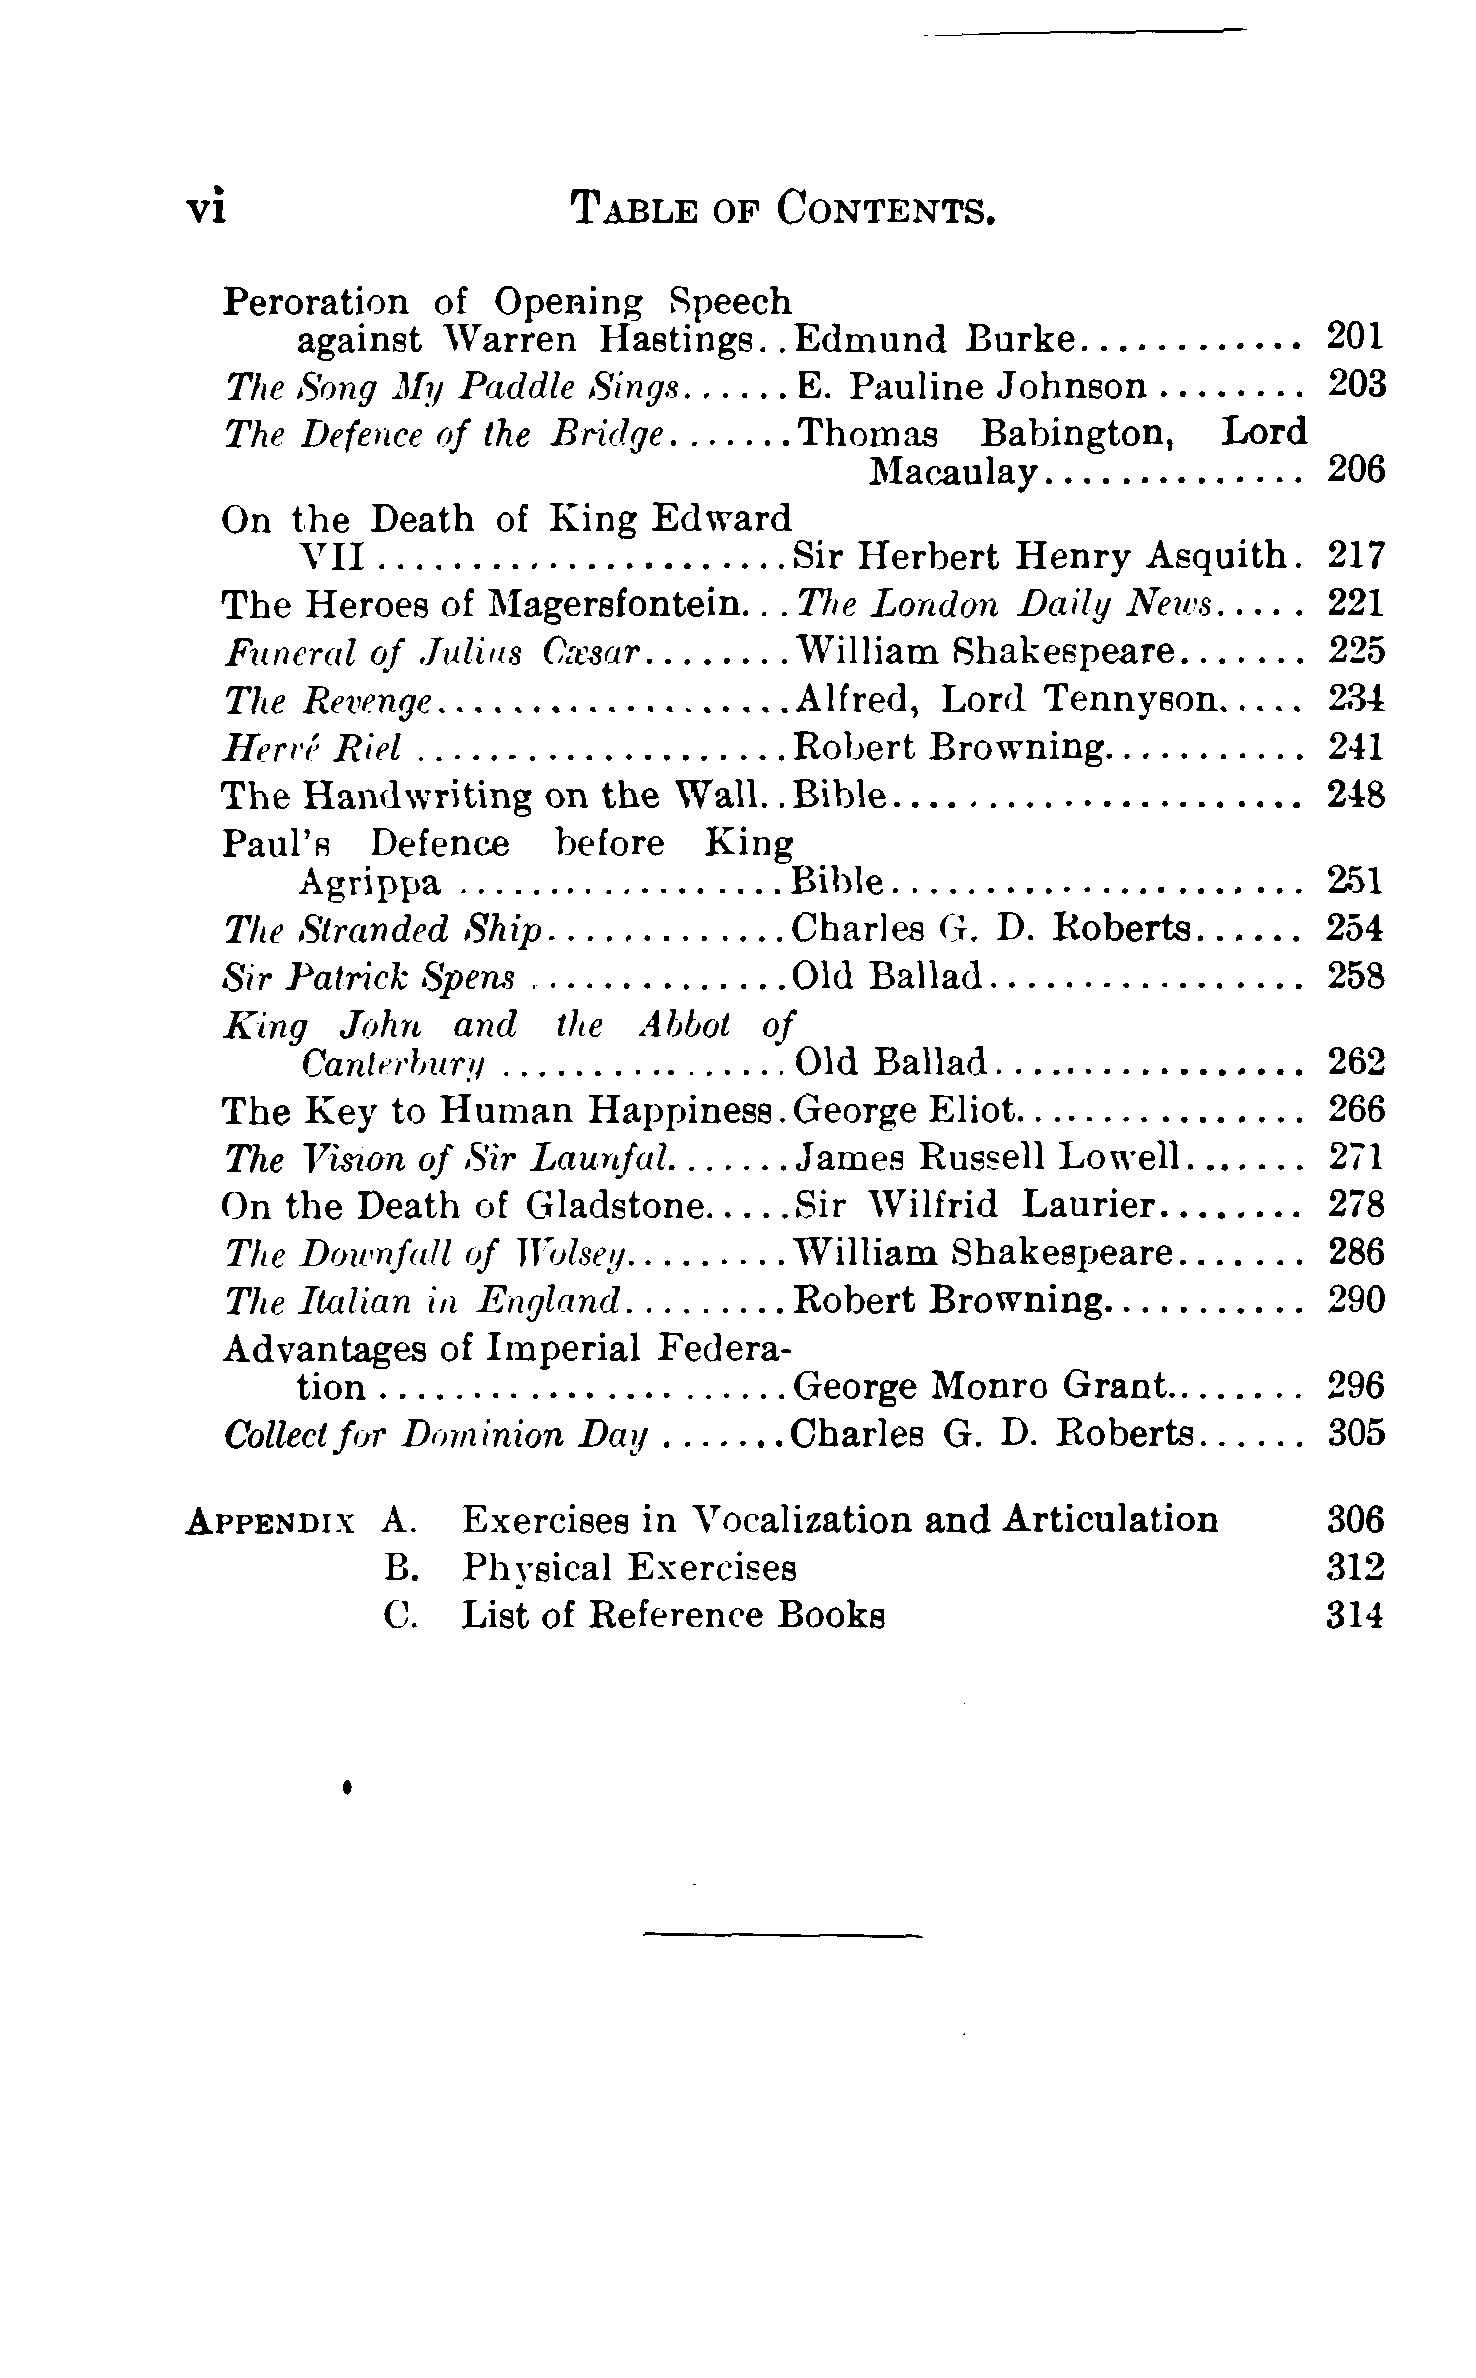 vi TABLE OF CONTENTS.
Peroration of Opening Speech
against Warren Hastings..Edmund Burke............ 201
The Song My Paddle Sings......E. Pauline Johnson........ 203
The Defence of the Bridge.......Thomas Babington, Lord
Macaulay.............. 206
On the Death of King Edward
VII......................Sir Herbert Henry Asquith. 217
The Heroes of Magersfontein...The London Daily News..... 221
Funeral of Julius Cæsar........William Shakespeare....... 225
The Revenge...................Alfred, Lord Tennyson..... 234
Hervé Riel....................Robert Browning........... 241
The Handwriting on the Wall..Bible...................... 248
Paul's Defence before King
Agrippa..................Bible...................... 251
The Stranded Ship.............Charles G. D. Roberts...... 254
Sir Patrick Spens..............Old Ballad................. 258
King John and the Abbot of
Canterbury................Old Ballad................. 262
The Key to Human Happiness.George Eliot............... 266
The Vision of Sir Launfal.......James Russell Lowell....... 271
On the Death of Gladstone.....Sir Wilfrid Laurier........ 278
The Downfall of Wolsey.........William Shakespeare....... 286
The Italian in England.........Robert Browning........... 290
Advantages of Imperial Federa-
tion......................George Monro Grant........ 296
Collect for Dominion Day.......Charles G. D. Roberts...... 305
APPENDIX A. Exercises in Vocalization and Articulation 306
B. Physical Exercises 312
C. List of Reference Books 314